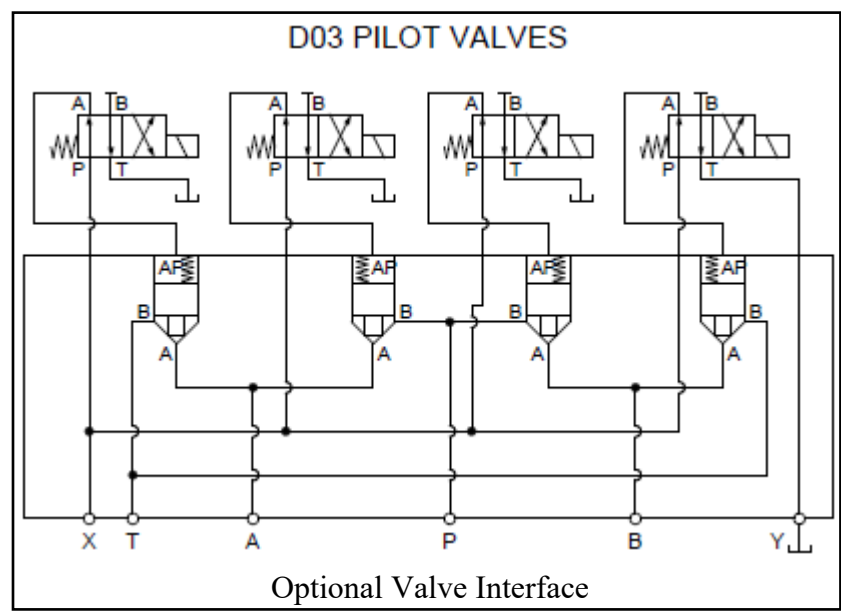 D03 PILOT VALVES
A B A B A B A B
P T P T P T P T
AP AP AP AP
B B B B
A A A A
X T A P B Y
Optional Valve Interface